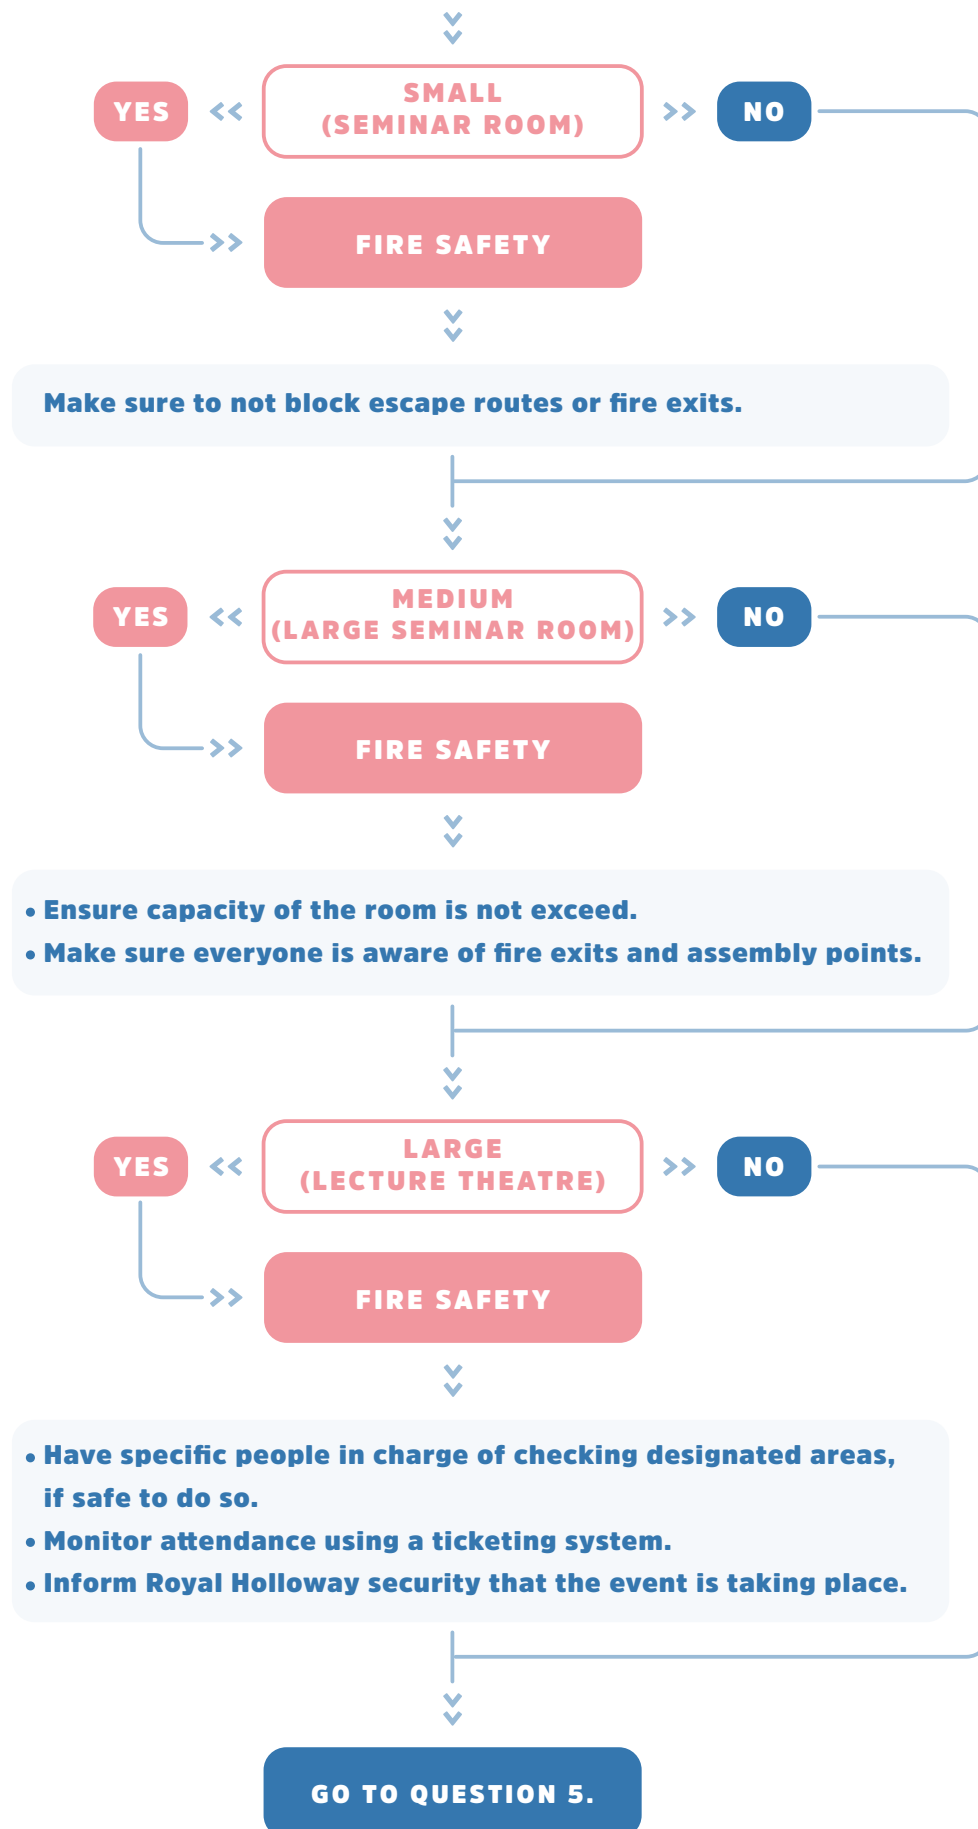 YES
SMALL
(SEMINAR ROOM)
NO
FIRE SAFETY
Make sure to not block escape routes or fire exits.
YES
MEDIUM
(LARGE SEMINAR ROOM)
NO
FIRE SAFETY
• Ensure capacity of the room is not exceed.
• Make sure everyone is aware of fire exits and assembly points.
YES
LARGE
(LECTURE THEATRE)
NO
FIRE SAFETY
• Have specific people in charge of checking designated areas,
if safe to do so.
• Monitor attendance using a ticketing system.
• Inform Royal Holloway security that the event is taking place.
GO TO QUESTION 5.